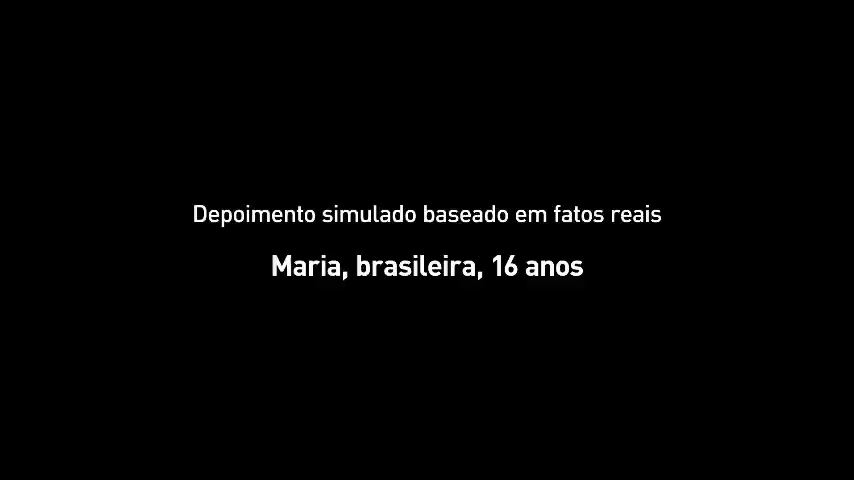 Depoimento simulado baseado em fatos reais
Maria, brasileira, 16 anos